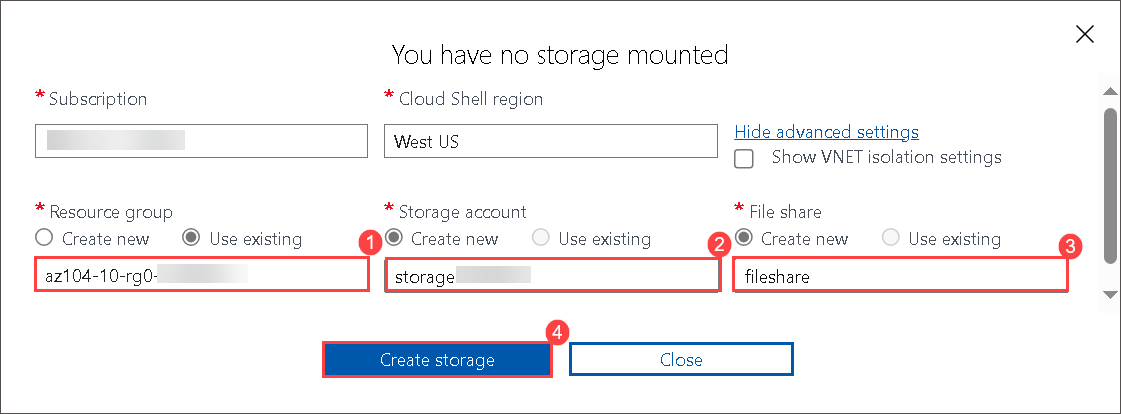 You have no storage mounted
* Subscription
* Cloud Shell region
West US
Hide advanced settings
Show VNET isolation settings
* Resource group
* Storage account
* File share
Create new
Use existing
1
Create new
Use existing
2
Create new
Use existing
3
az104-10-rg0-
storage
fileshare
4
Create storage
Close